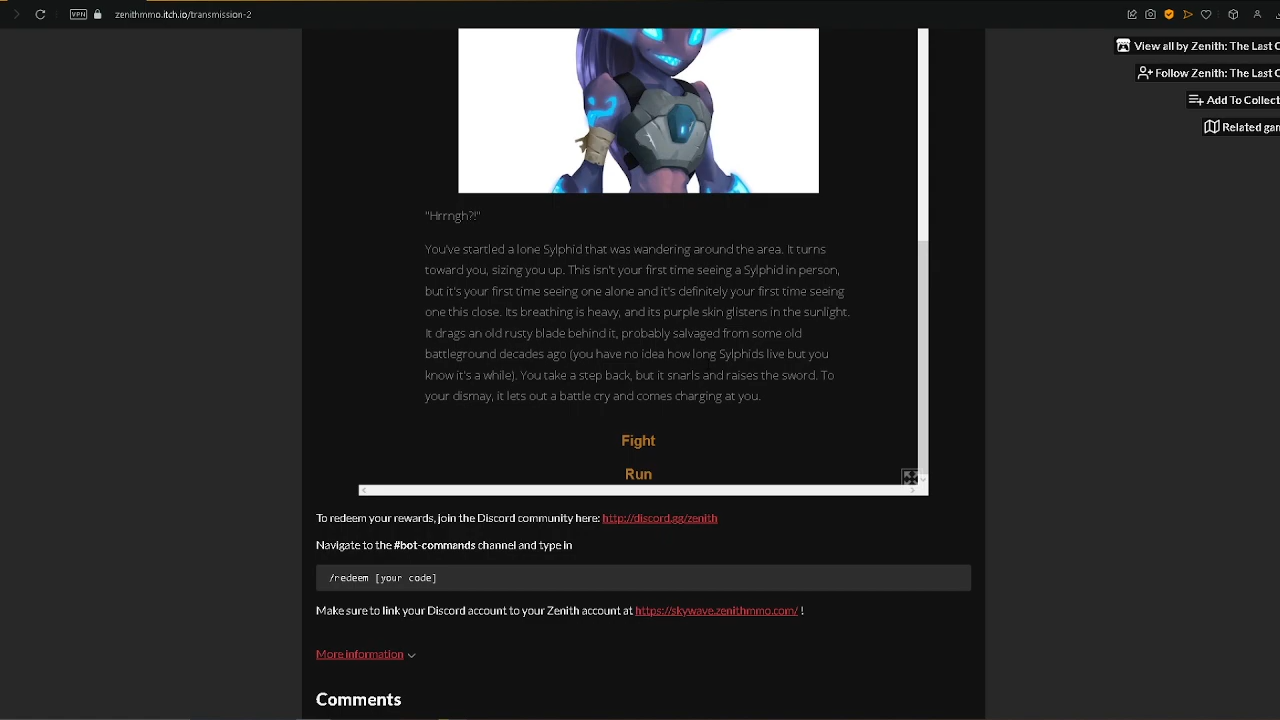 VPN zenithmmo.itch.io/transmission-2
View all by Zenith: The Last C
Follow Zenith: The Last C
Add To Collect
Related gam
"Hrrngh?!"
You've startled a lone Sylphid that was wandering around the area. It turns
toward you, sizing you up. This isn't your first time seeing a Sylphid in person,
but it's your first time seeing one alone and it's definitely your first time seeing
one this close. Its breathing is heavy, and its purple skin glistens in the sunlight.
It drags an old rusty blade behind it, probably salvaged from some old
battleground decades ago (you have no idea how long Sylphids live but you
know it's a while). You take a step back, but it snarls and raises the sword. To
your dismay, it lets out a battle cry and comes charging at you.
Fight
Run
To redeem your rewards, join the Discord community here: http://discord.gg/zenith
Navigate to the #bot-commands channel and type in
/redeem [your code]
Make sure to link your Discord account to your Zenith account at https://skywave.zenithmmo.com/ !
More information
Comments